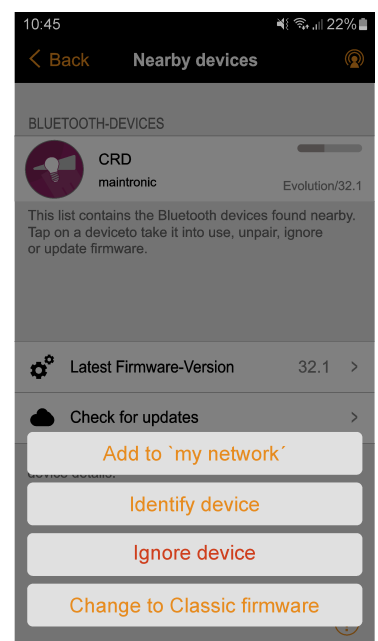 10:45
22%
Back
Nearby devices
BLUETOOTH-DEVICES
CRD
maintronic
Evolution/32.1
This list contains the Bluetooth devices found nearby.
Tap on a deviceto take it into use, unpair, ignore
or update firmware.
Latest Firmware-Version
32.1
Check for updates
Add to `my network´
device details.
Identify device
Ignore device
Change to Classic firmware